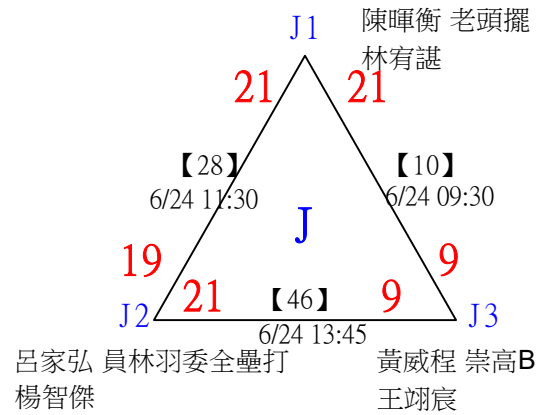 J1
陳暉衡 老頭擺
林宥諶
21
21
【28】
6/24 11:30
【10】
6/24 09:30
J
19
9
J2
21
【46】
9
J3
6/24 13:45
呂家弘 員林羽委全壘打
楊智傑
黃威程 崇高B
王翊宸